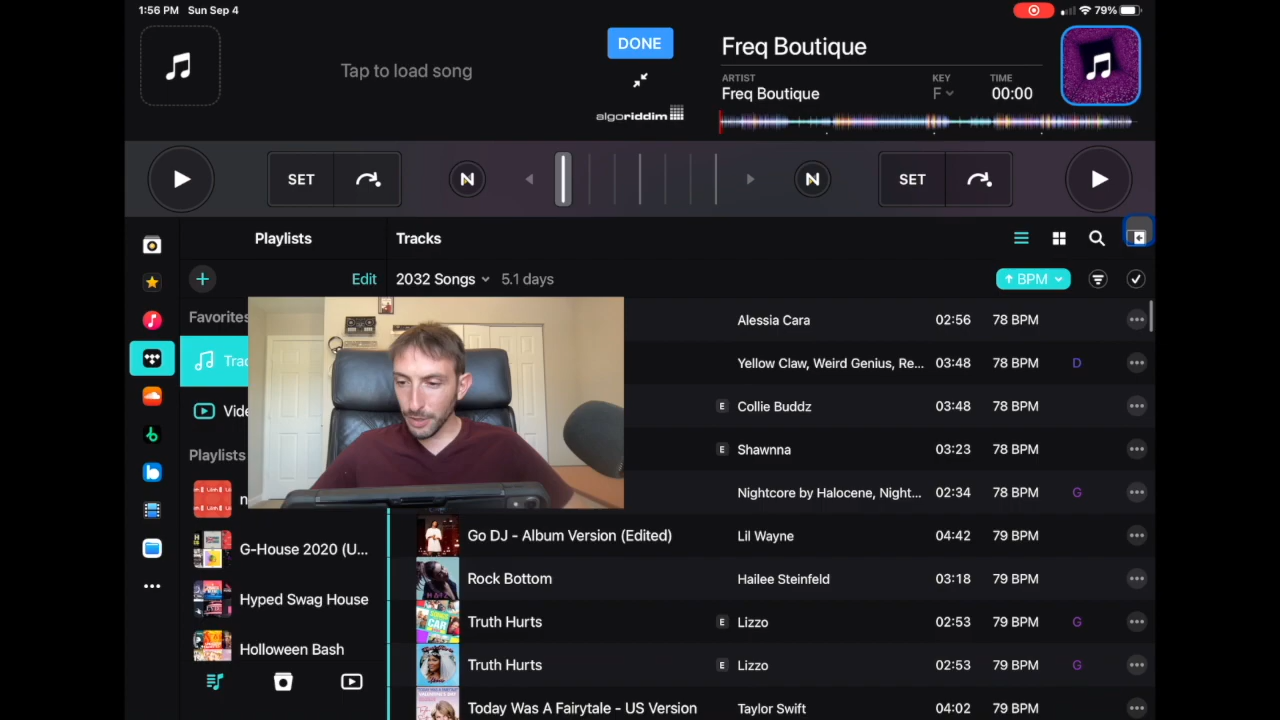 1:56 PM Sun Sep 4
79%
Tap to load song
DONE
algoriddim
Freq Boutique
ARTIST
Freq Boutique
KEY
F
TIME
00:00
SET
N
N
SET
Playlists
Tracks
Edit
2032 Songs
5.1 days
BPM
Favorites
Trac
Vide
Playlists
G-House 2020 (U...
Hyped Swag House
Holloween Bash
Alessia Cara 02:56 78 BPM
Yellow Claw, Weird Genius, Re... 03:48 78 BPM D
E Collie Buddz 03:48 78 BPM
E Shawnna 03:23 78 BPM
Nightcore by Halocene, Night... 02:34 78 BPM G
Go DJ - Album Version (Edited) Lil Wayne 04:42 79 BPM
Rock Bottom Hailee Steinfeld 03:18 79 BPM
Truth Hurts E Lizzo 02:53 79 BPM G
Truth Hurts E Lizzo 02:53 79 BPM G
Today Was A Fairytale - US Version Taylor Swift 04:02 79 BPM